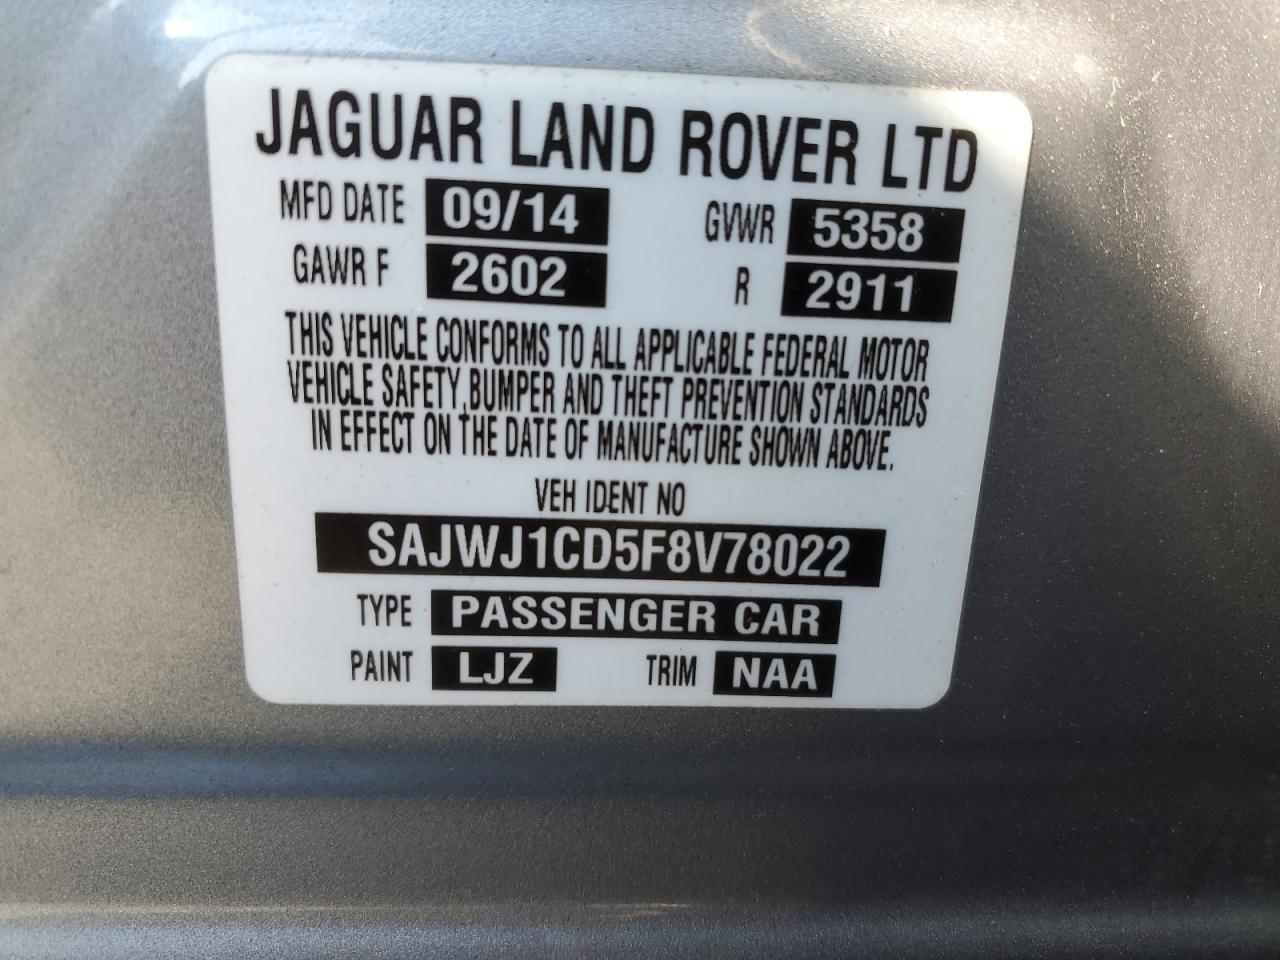 JAGUAR LAND ROVER LTD
MFD DATE 09/14 GVWR 5358
GAWR F 2602 R 2911
THIS VEHICLE CONFORMS TO ALL APPLICABLE FEDERAL MOTOR
VEHICLE SAFETY, BUMPER AND THEFT PREVENTION STANDARDS
IN EFFECT ON THE DATE OF MANUFACTURE SHOWN ABOVE.
VEH IDENT NO
SAJWJ1CD5F8V78022
TYPE PASSENGER CAR
PAINT LJZ TRIM NAA